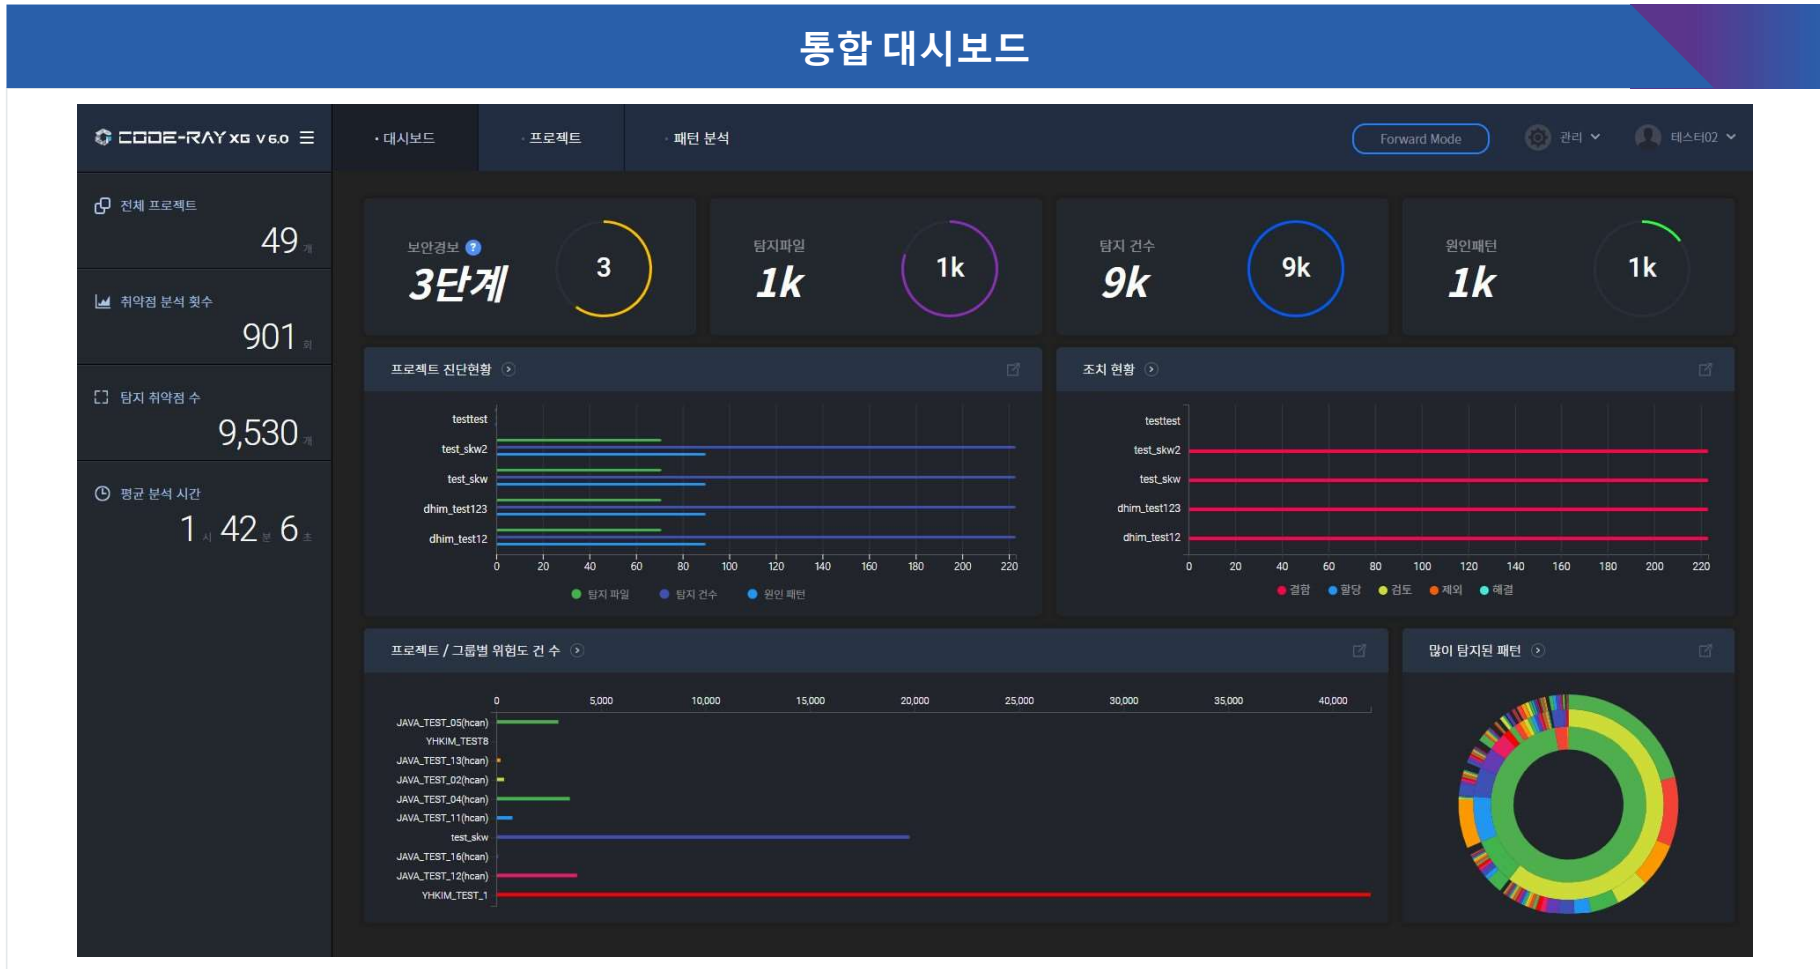 통합 대시보드
CODE-RAY XG V 6.0
대시보드
프로젝트
패턴 분석
Forward Mode
관리
테스터02
전체 프로젝트
49 개
취약점 분석 횟수
901 회
탐지 취약점 수
9,530 개
평균 분석 시간
1 시 42 분 6 초
보안경보 ?
3단계
3
탐지파일
1k
1k
탐지 건수
9k
9k
원인패턴
1k
1k
프로젝트 진단현황
testtest
test_skw2
test_skw
dhim_test123
dhim_test12
0 20 40 60 80 100 120 140 160 180 200 220
탐지 파일 탐지 건수 원인 패턴
조치 현황
testtest
test_skw2
test_skw
dhim_test123
dhim_test12
0 20 40 60 80 100 120 140 160 180 200 220
결함 할당 검토 제외 해결
프로젝트 / 그룹별 위험도 건 수
0 5,000 10,000 15,000 20,000 25,000 30,000 35,000 40,000
JAVA_TEST_05(hcan)
YHKIM_TEST8
JAVA_TEST_13(hcan)
JAVA_TEST_02(hcan)
JAVA_TEST_04(hcan)
JAVA_TEST_11(hcan)
test_skw
JAVA_TEST_16(hcan)
JAVA_TEST_12(hcan)
YHKIM_TEST_1
많이 탐지된 패턴